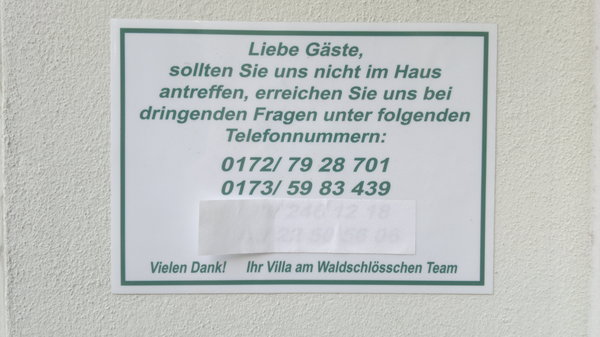 Liebe Gäste,
sollten Sie uns nicht im Haus
antreffen, erreichen Sie uns bei
dringenden Fragen unter folgenden
Telefonnummern:
0172/ 79 28 701
0173/ 59 83 439
Vielen Dank! Ihr Villa am Waldschlösschen Team